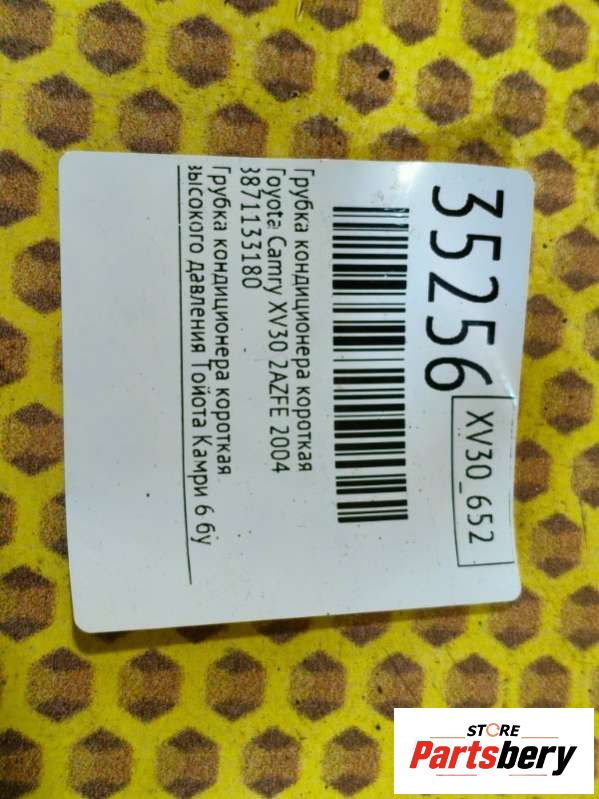 35256
XV30_652
Трубка кондиционера короткая
Toyota Camry XV30 2AZFE 2004
8871133180
Трубка кондиционера короткая
высокого давления Тойота Камри 6 бу
STORE
Partsbery